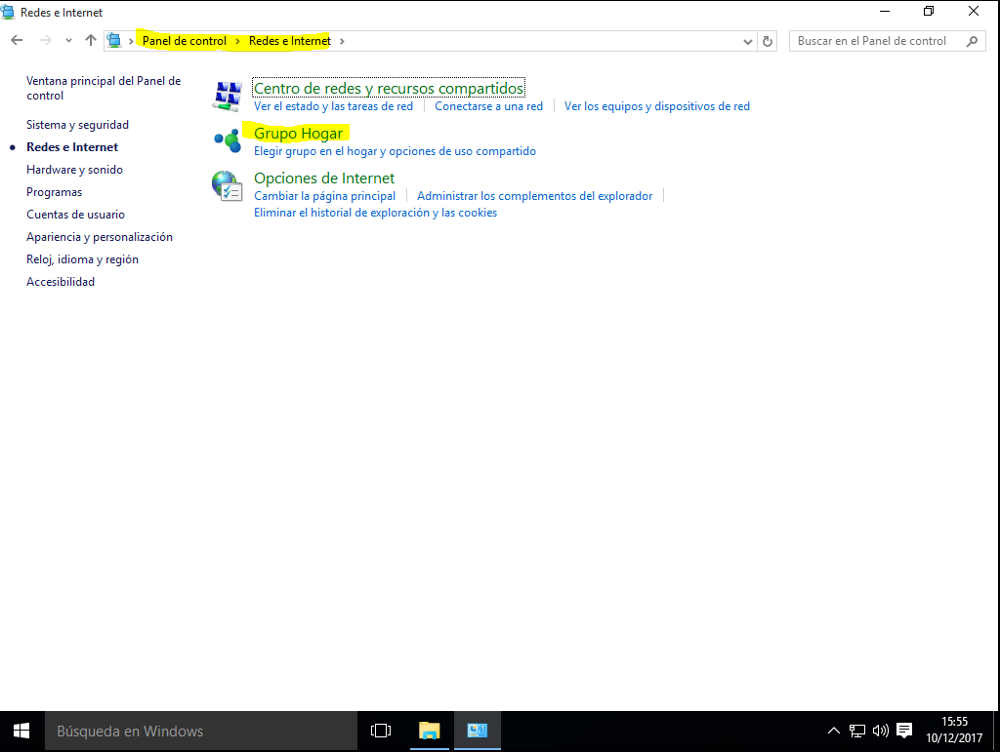 Redes e Internet
Panel de control
Redes e Internet
Buscar en el Panel de control
Ventana principal del Panel de
control
Sistema y seguridad
Redes e Internet
Hardware y sonido
Programas
Cuentas de usuario
Apariencia y personalización
Reloj, idioma y región
Accesibilidad
Centro de redes y recursos compartidos
Ver el estado y las tareas de red
Conectarse a una red
Ver los equipos y dispositivos de red
Grupo Hogar
Elegir grupo en el hogar y opciones de uso compartido
Opciones de Internet
Cambiar la página principal
Administrar los complementos del explorador
Eliminar el historial de exploración y las cookies
Búsqueda en Windows
15:55
10/12/2017